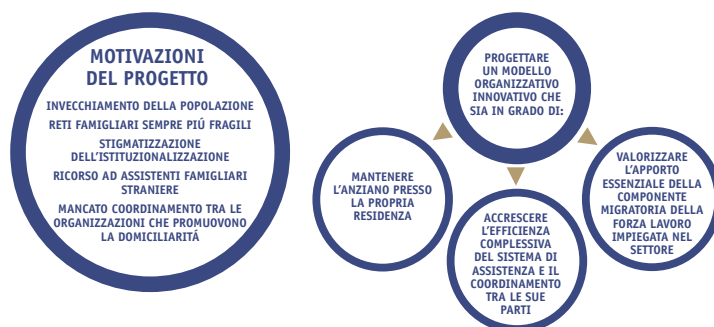 MOTIVAZIONI
DEL PROGETTO
INVECCHIAMENTO DELLA POPOLAZIONE
RETI FAMIGLIARI SEMPRE PIÚ FRAGILI
STIGMATIZZAZIONE
DELL'ISTITUZIONALIZZAZIONE
RICORSO AD ASSISTENTI FAMIGLIARI
STRANIERE
MANCATO COORDINAMENTO TRA LE
ORGANIZZAZIONI CHE PROMUOVONO
LA DOMICILIARITÁ
PROGETTARE
UN MODELLO
ORGANIZZATIVO
INNOVATIVO CHE
SIA IN GRADO DI:
MANTENERE
L'ANZIANO PRESSO
LA PROPRIA
RESIDENZA
ACCRESCERE
L'EFFICIENZA
COMPLESSIVA
DEL SISTEMA DI
ASSISTENZA E IL
COORDINAMENTO
TRA LE SUE
PARTI
VALORIZZARE
L'APPORTO
ESSENZIALE DELLA
COMPONENTE
MIGRATORIA DELLA
FORZA LAVORO
IMPIEGATA NEL
SETTORE